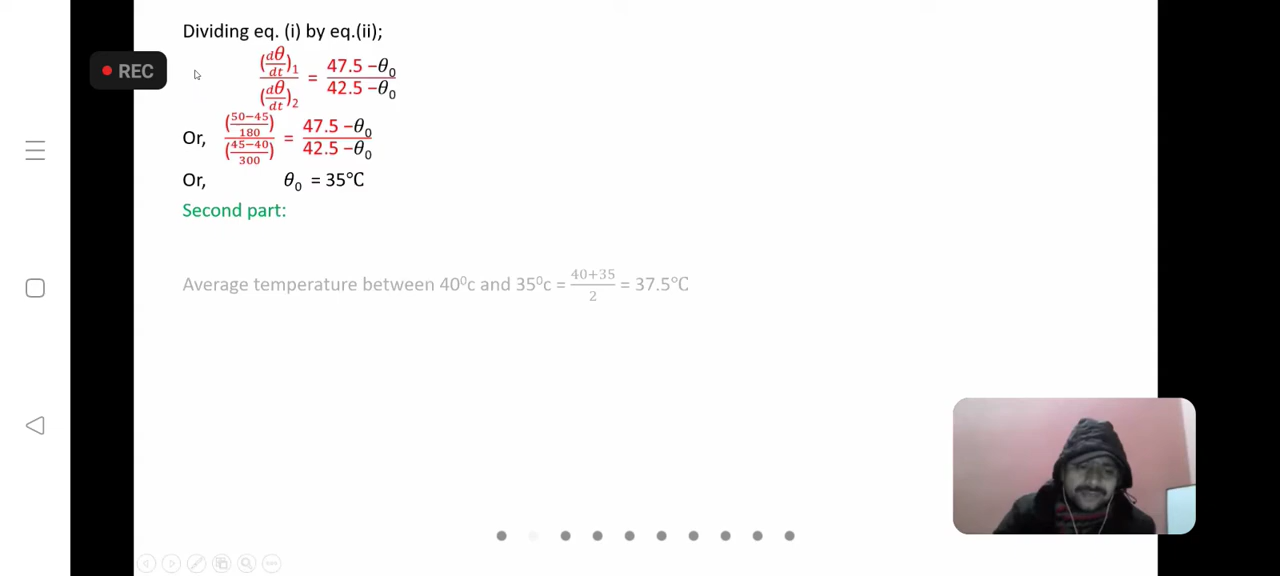 Dividing eq. (i) by eq.(ii);
REC
(dθ/dt)₁ / (dθ/dt)₂ = 47.5 –θ₀ / 42.5 –θ₀
Or, (50−45/180) / (45−40/300) = 47.5 –θ₀ / 42.5 –θ₀
Or, θ₀ = 35℃
Second part:
Average temperature between 40⁰c and 35⁰c = 40+35/2 = 37.5℃